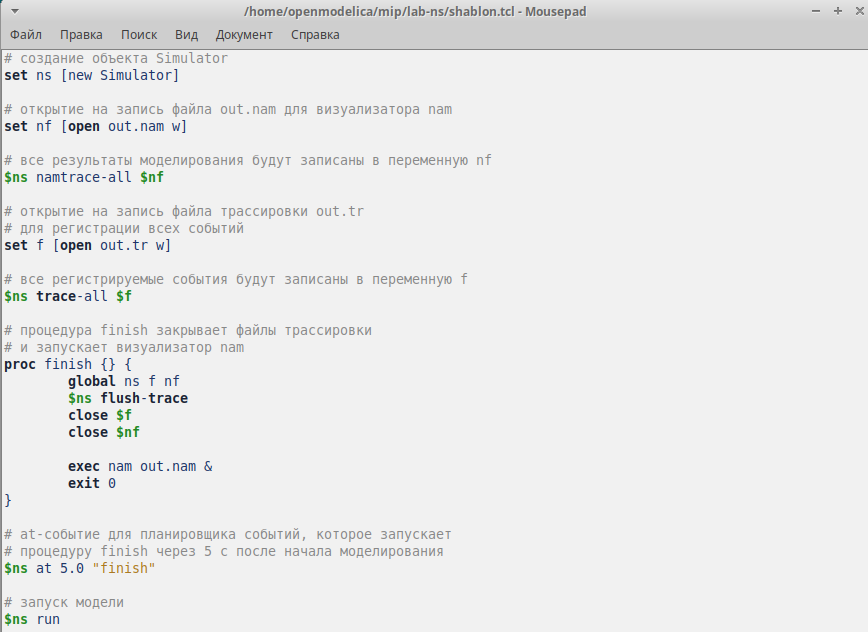 /home/openmodelica/mip/lab-ns/shablon.tcl - Mousepad
Файл Правка Поиск Вид Документ Справка
# создание объекта Simulator
set ns [new Simulator]
# открытие на запись файла out.nam для визуализатора nam
set nf [open out.nam w]
# все результаты моделирования будут записаны в переменную nf
$ns namtrace-all $nf
# открытие на запись файла трассировки out.tr
# для регистрации всех событий
set f [open out.tr w]
# все регистрируемые события будут записаны в переменную f
$ns trace-all $f
# процедура finish закрывает файлы трассировки
# и запускает визуализатор nam
proc finish {} {
global ns f nf
$ns flush-trace
close $f
close $nf
exec nam out.nam &
exit 0
}
# at-событие для планировщика событий, которое запускает
# процедуру finish через 5 с после начала моделирования
$ns at 5.0 "finish"
# запуск модели
$ns run